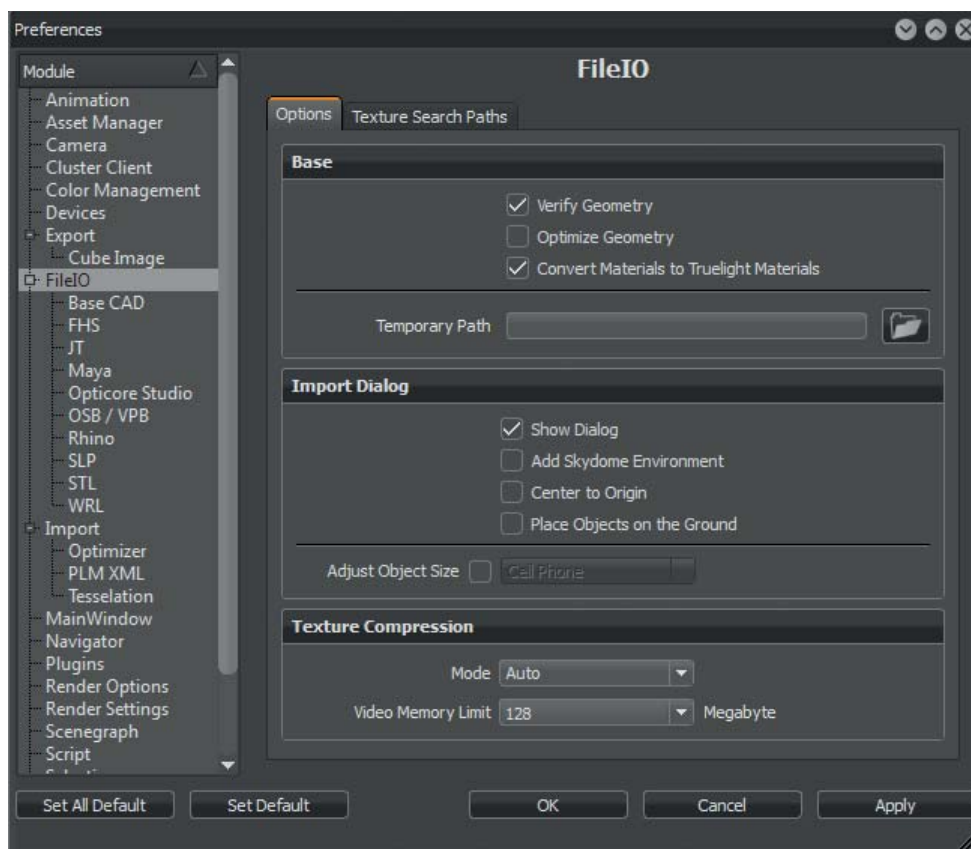 Preferences
Module
Animation
Asset Manager
Camera
Cluster Client
Color Management
Devices
Export
Cube Image
FileIO
Base CAD
FHS
JT
Maya
Opticore Studio
OSB / VPB
Rhino
SLP
STL
WRL
Import
Optimizer
PLM XML
Tesselation
MainWindow
Navigator
Plugins
Render Options
Render Settings
Scenegraph
Script
FileIO
Options
Texture Search Paths
Base
Verify Geometry
Optimize Geometry
Convert Materials to Truelight Materials
Temporary Path
Import Dialog
Show Dialog
Add Skydome Environment
Center to Origin
Place Objects on the Ground
Adjust Object Size Cell Phone
Texture Compression
Mode Auto
Video Memory Limit 128 Megabyte
Set All Default
Set Default
OK
Cancel
Apply